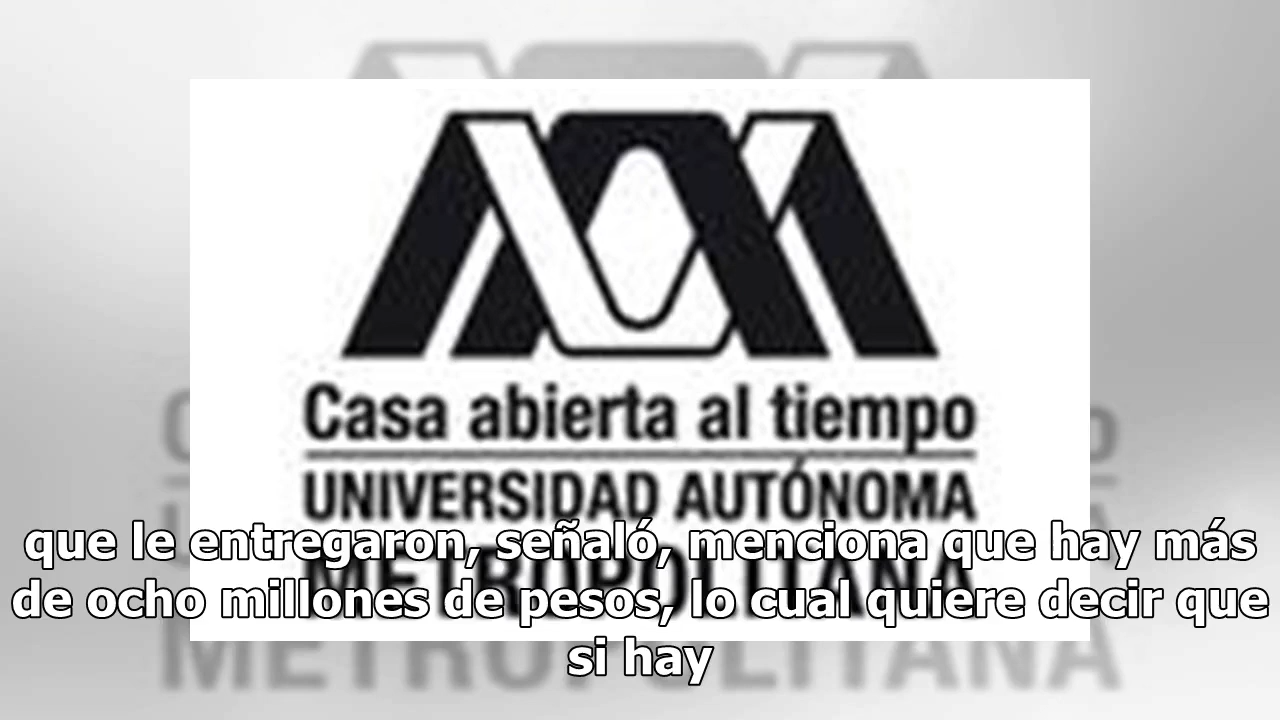 Casa abierta al tiempo
UNIVERSIDAD AUTÓNOMA
METROPOLITANA
que le entregaron, señaló, menciona que hay más
de ocho millones de pesos, lo cual quiere decir que
si hay